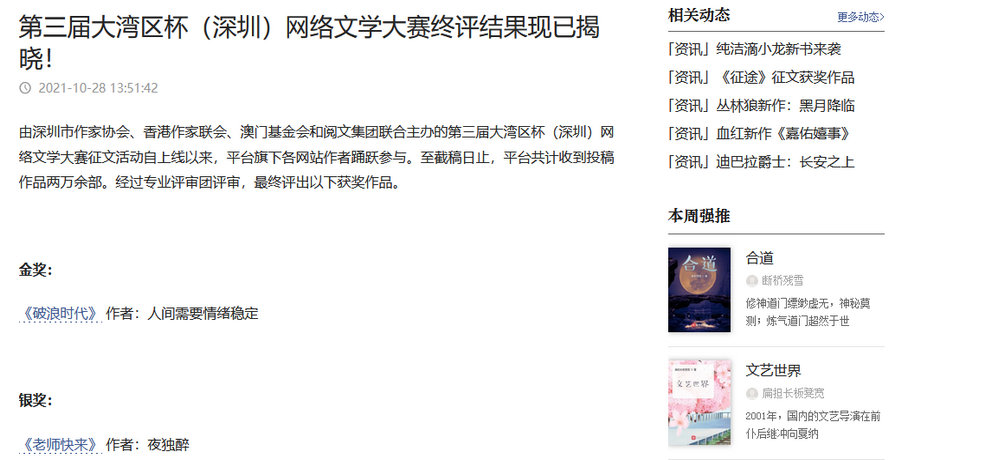 第三届大湾区杯（深圳）网络文学大赛终评结果现已揭
晓！
2021-10-28 13:51:42
由深圳市作家协会、香港作家联会、澳门基金会和阅文集团联合主办的第三届大湾区杯（深圳）网
络文学大赛征文活动自上线以来，平台旗下各网站作者踊跃参与。至截稿日止，平台共计收到投稿
作品两万余部。经过专业评审团评审，最终评出以下获奖作品。
金奖：
《破浪时代》 作者：人间需要情绪稳定
银奖：
《老师快来》 作者：夜独醉
相关动态
更多动态>
「资讯」纯洁滴小龙新书来袭
「资讯」《征途》征文获奖作品
「资讯」丛林狼新作：黑月降临
「资讯」血红新作《嘉佑嬉事》
「资讯」迪巴拉爵士：长安之上
本周强推
合道
合道
断桥残雪
修神道门缥缈虚无，神秘莫
测；炼气道门超然于世
文艺世界
文艺世界
扁担长板凳宽
2001年，国内的文艺导演在前
仆后继冲向戛纳